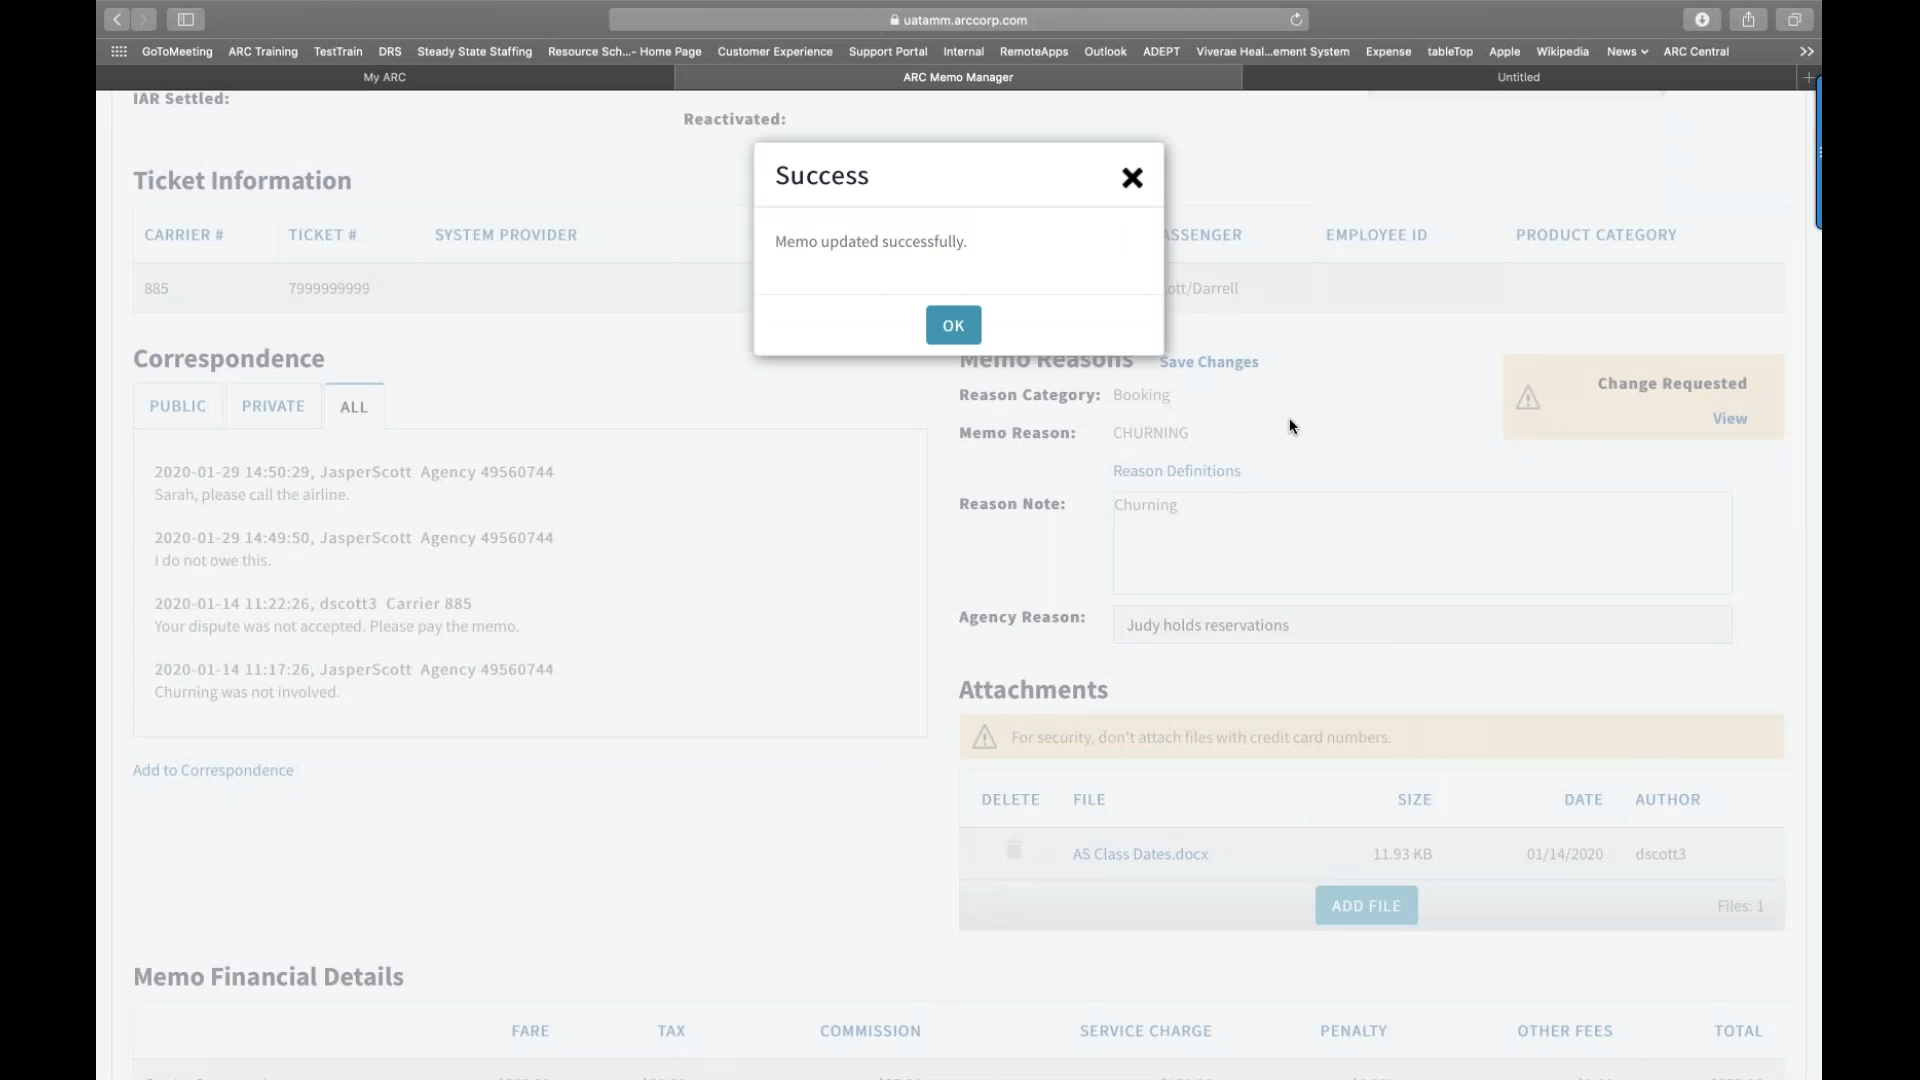 uatamm.arccorp.com
GoToMeeting ARC Training TestTrain DRS Steady State Staffing Resource Sch...- Home Page Customer Experience Support Portal Internal RemoteApps Outlook ADEPT Viverae Heal...ement System Expense tableTop Apple Wikipedia News ARC Central
My ARC ARC Memo Manager Untitled
IAR Settled:
Reactivated:
Success
Memo updated successfully.
OK
Ticket Information
CARRIER # TICKET # SYSTEM PROVIDER ASSENGER EMPLOYEE ID PRODUCT CATEGORY
885 7999999999 ott/Darrell
Correspondence
PUBLIC PRIVATE ALL
2020-01-29 14:50:29, JasperScott Agency 49560744
Sarah, please call the airline.
2020-01-29 14:49:50, JasperScott Agency 49560744
I do not owe this.
2020-01-14 11:22:26, dscott3 Carrier 885
Your dispute was not accepted. Please pay the memo.
2020-01-14 11:17:26, JasperScott Agency 49560744
Churning was not involved.
Add to Correspondence
Memo Reasons Save Changes
Reason Category: Booking
Memo Reason: CHURNING
Reason Definitions
Reason Note: Churning
Agency Reason: Judy holds reservations
Change Requested
View
Attachments
For security, don't attach files with credit card numbers.
DELETE FILE SIZE DATE AUTHOR
AS Class Dates.docx 11.93 KB 01/14/2020 dscott3
ADD FILE Files: 1
Memo Financial Details
FARE TAX COMMISSION SERVICE CHARGE PENALTY OTHER FEES TOTAL